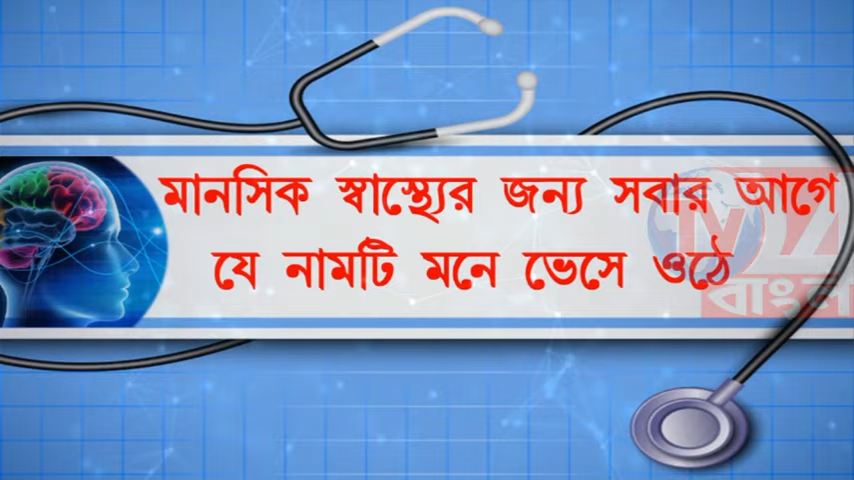 মানসিক স্বাস্থ্যের জন্য সবার আগে
যে নামটি মনে ভেসে ওঠে